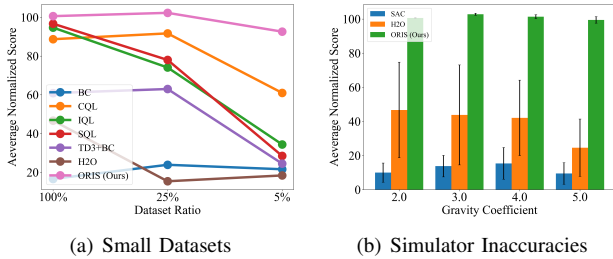 Aeverage Normalized Score
100
80
60
40
20
BC
CQL
IQL
SQL
TD3+BC
H2O
ORIS (Ours)
100% 25% 5%
Dataset Ratio
(a) Small Datasets
Aeverage Normalized Score
100
80
60
40
20
0
SAC
H2O
ORIS (Ours)
2.0 3.0 4.0 5.0
Gravity Coefficient
(b) Simulator Inaccuracies